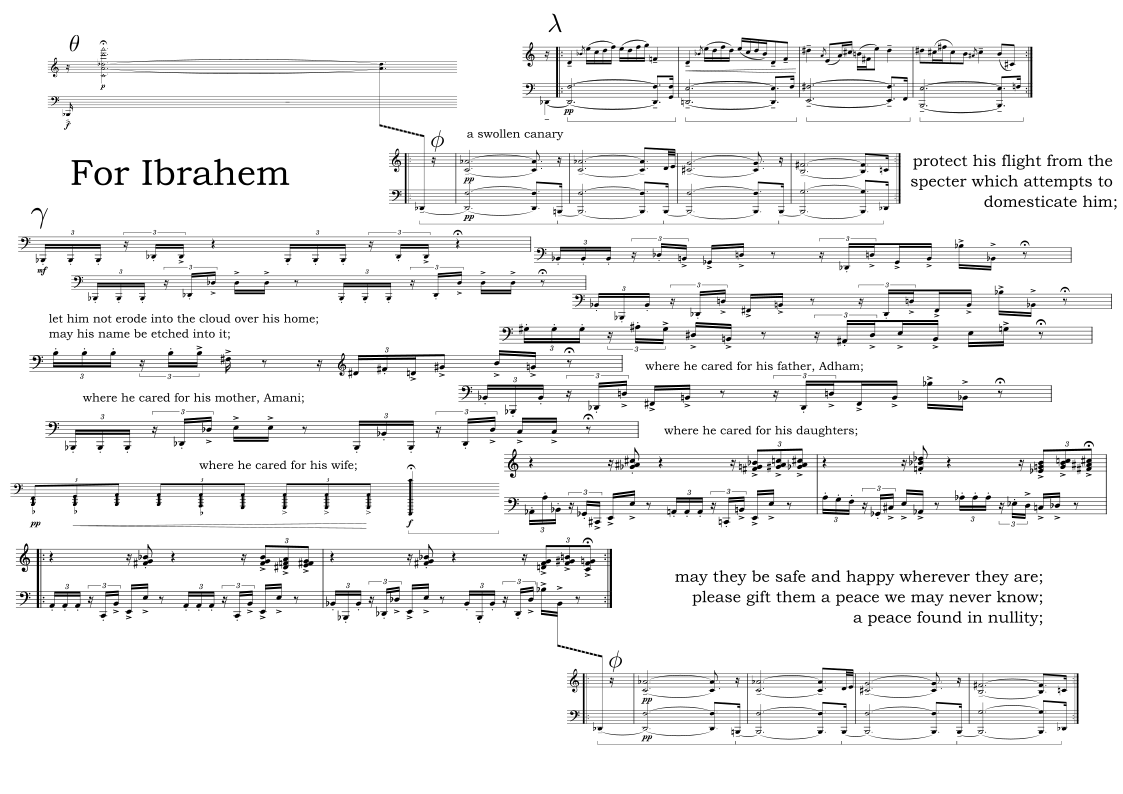 θ
λ
ϕ
a swollen canary
For Ibrahem
protect his flight from the
specter which attempts to
domesticate him;
γ
let him not erode into the cloud over his home;
may his name be etched into it;
where he cared for his father, Adham;
where he cared for his mother, Amani;
where he cared for his daughters;
where he cared for his wife;
may they be safe and happy wherever they are;
please gift them a peace we may never know;
a peace found in nullity;
ϕ